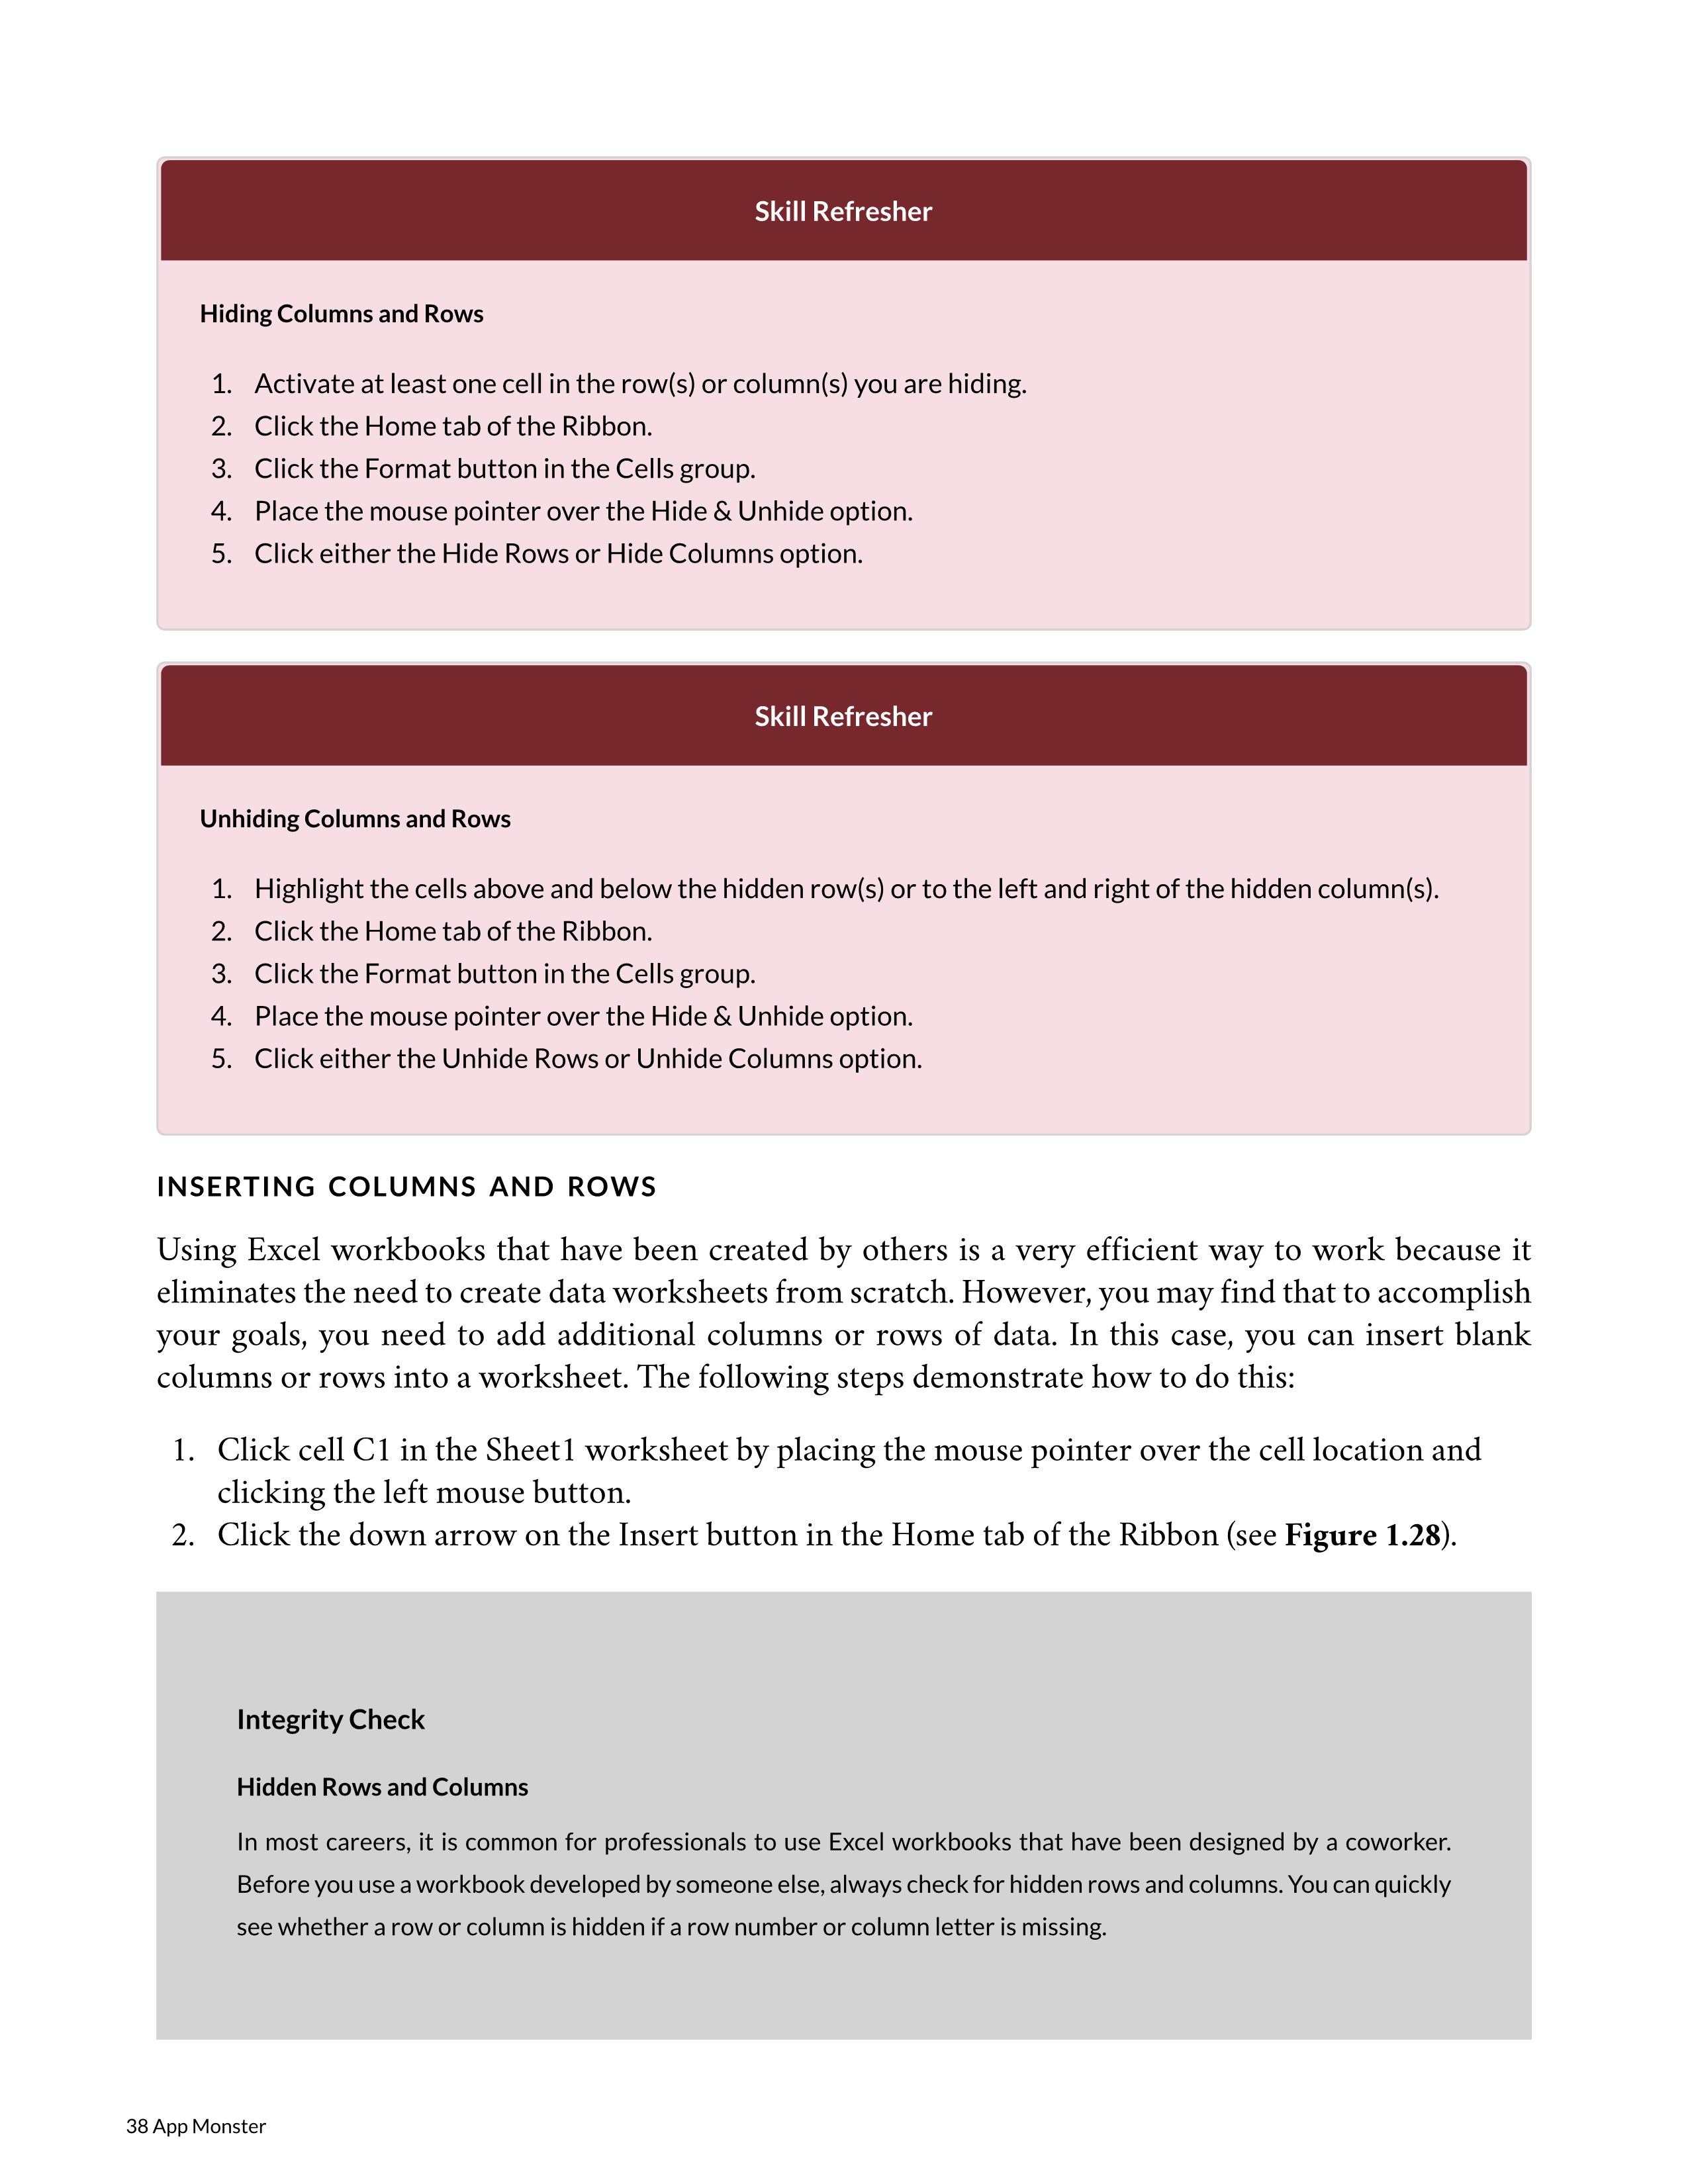 Skill Refresher
Hiding Columns and Rows
1. Activate at least one cell in the row(s) or column(s) you are hiding.
2. Click the Home tab of the Ribbon.
3. Click the Format button in the Cells group.
4. Place the mouse pointer over the Hide & Unhide option.
5. Click either the Hide Rows or Hide Columns option.
Skill Refresher
Unhiding Columns and Rows
1. Highlight the cells above and below the hidden row(s) or to the left and right of the hidden column(s).
2. Click the Home tab of the Ribbon.
3. Click the Format button in the Cells group.
4. Place the mouse pointer over the Hide & Unhide option.
5. Click either the Unhide Rows or Unhide Columns option.
INSERTING COLUMNS AND ROWS
Using Excel workbooks that have been created by others is a very efficient way to work because it
eliminates the need to create data worksheets from scratch. However, you may find that to accomplish
your goals, you need to add additional columns or rows of data. In this case, you can insert blank
columns or rows into a worksheet. The following steps demonstrate how to do this:
1. Click cell C1 in the Sheet1 worksheet by placing the mouse pointer over the cell location and
clicking the left mouse button.
2. Click the down arrow on the Insert button in the Home tab of the Ribbon (see Figure 1.28).
Integrity Check
Hidden Rows and Columns
In most careers, it is common for professionals to use Excel workbooks that have been designed by a coworker.
Before you use a workbook developed by someone else, always check for hidden rows and columns. You can quickly
see whether a row or column is hidden if a row number or column letter is missing.
38 App Monster